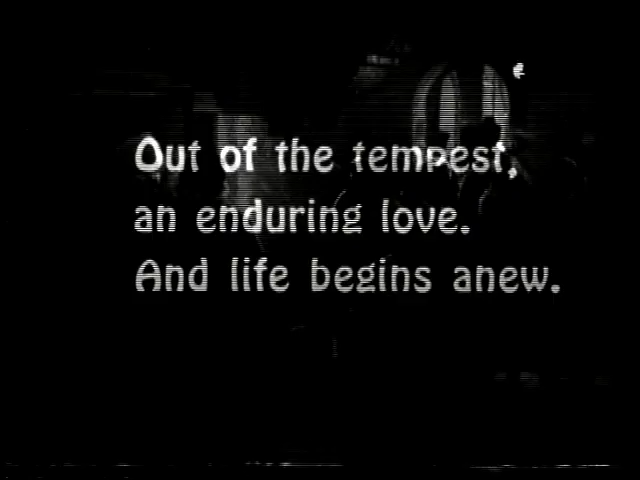 Out of the tempest,
an enduring love.
And life begins anew.